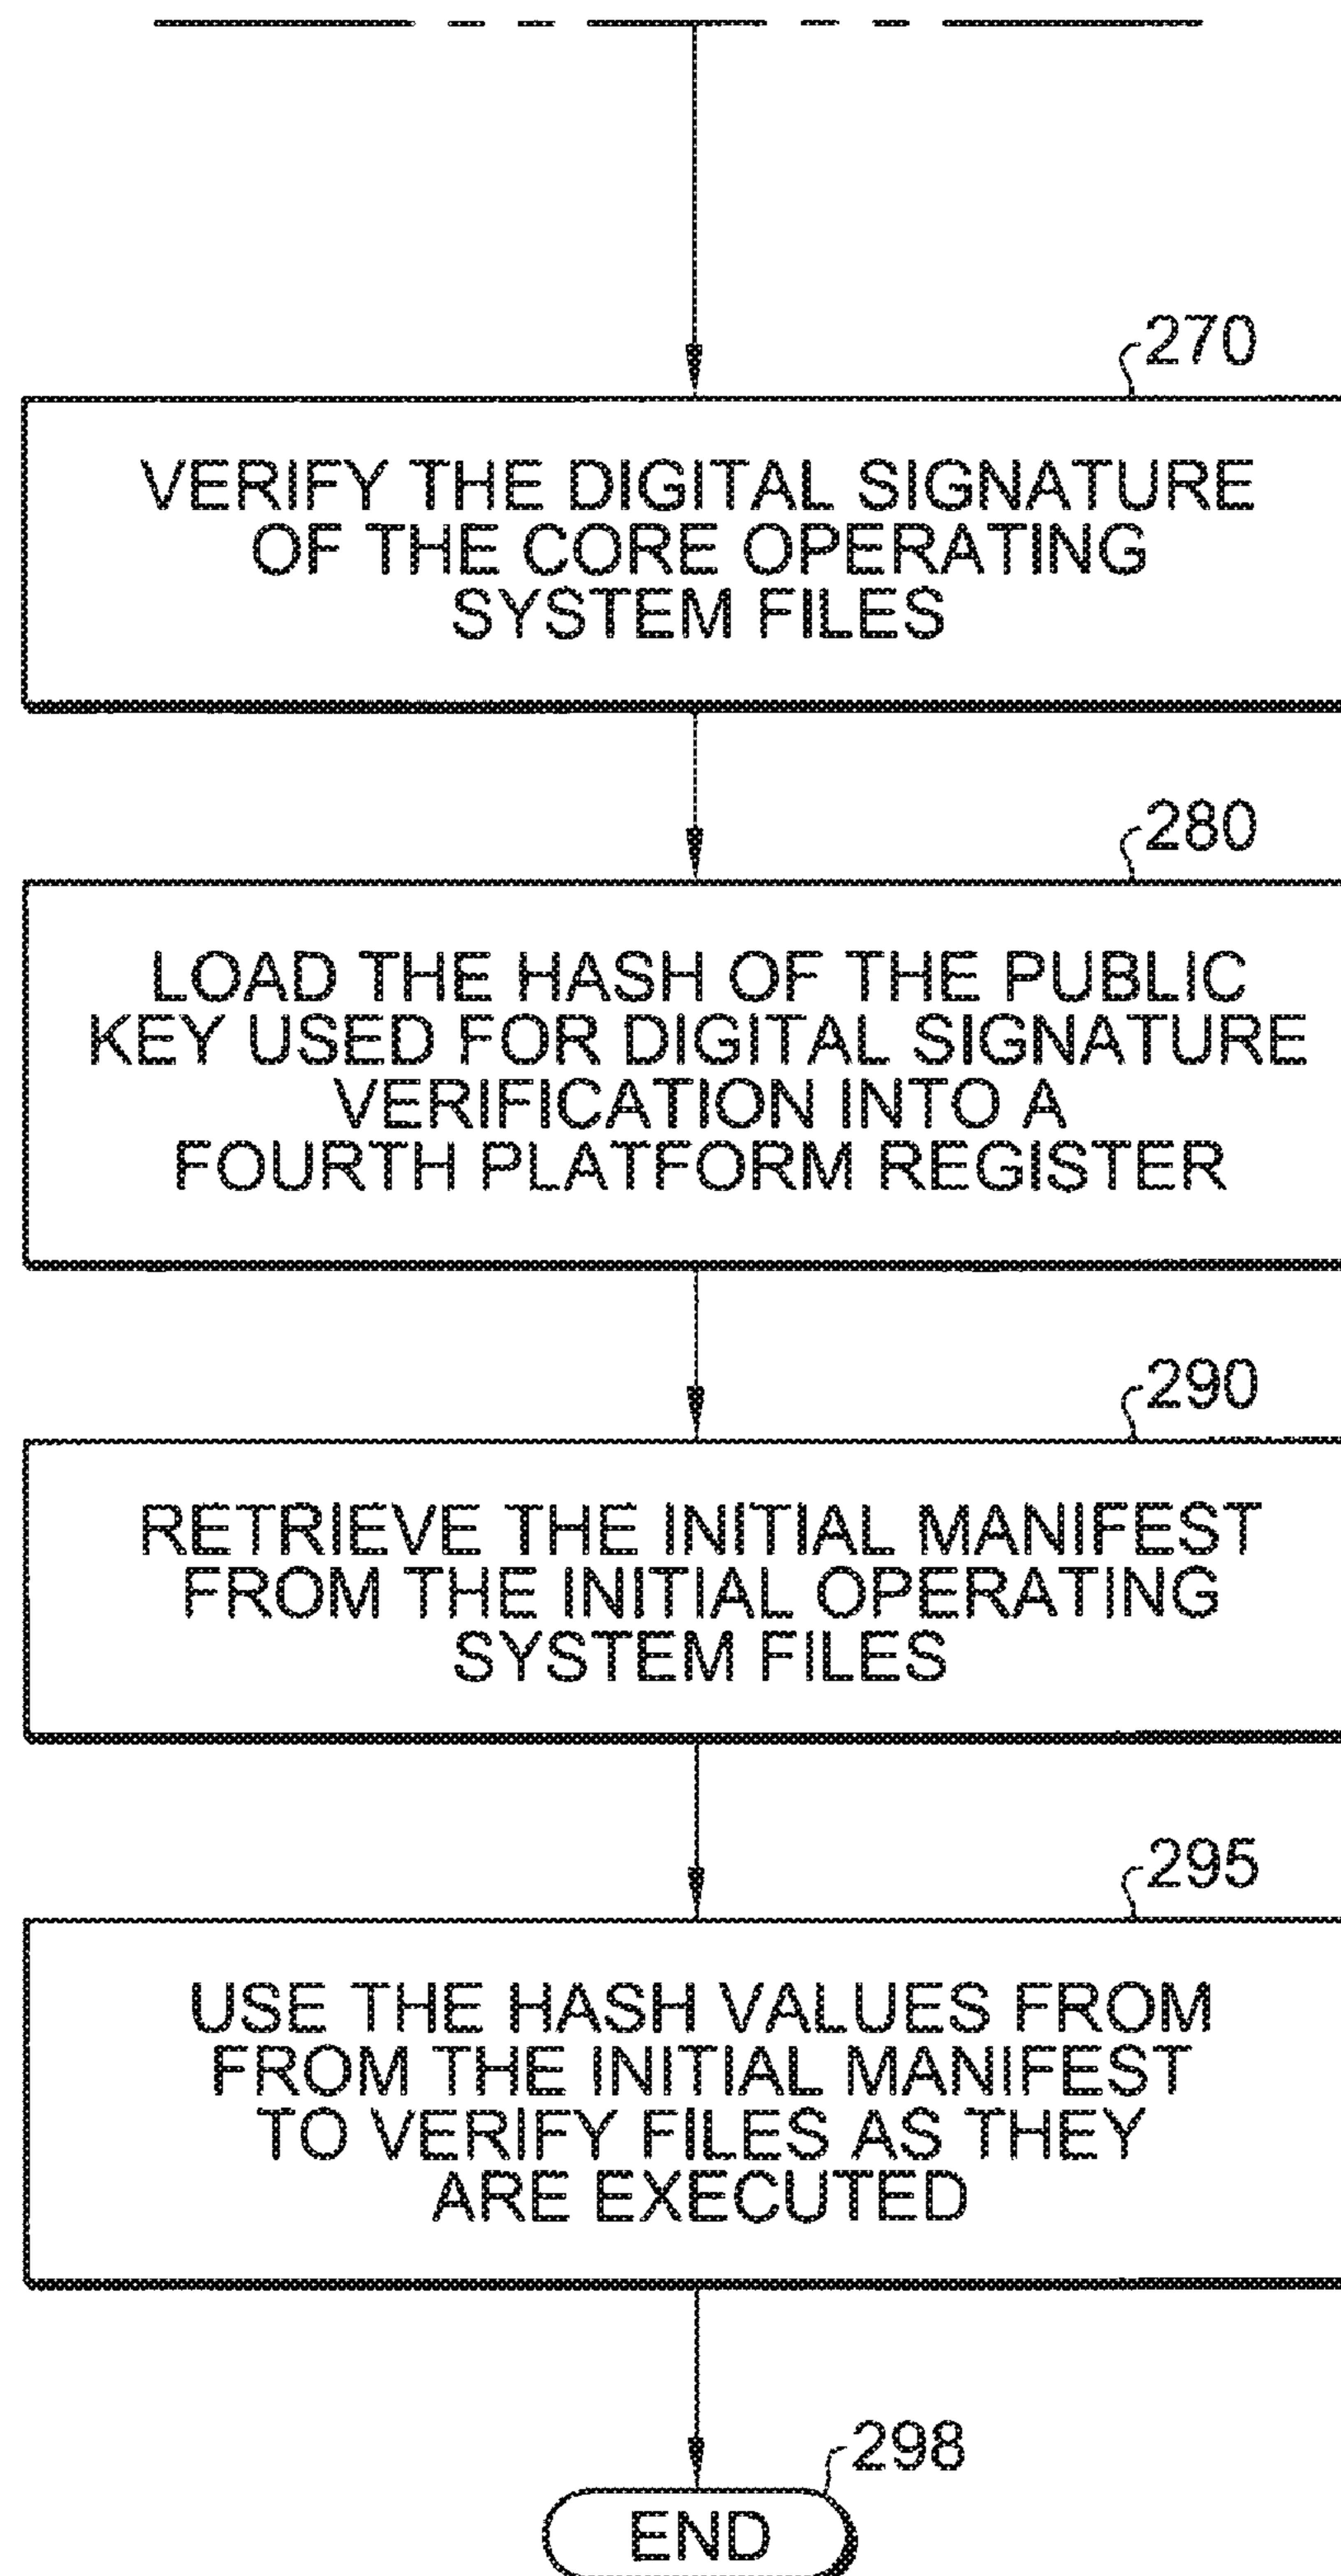 270
VERIFY THE DIGITAL SIGNATURE
OF THE CORE OPERATING
SYSTEM FILES
280
LOAD THE HASH OF THE PUBLIC
KEY USED FOR DIGITAL SIGNATURE
VERIFICATION INTO A
FOURTH PLATFORM REGISTER
290
RETRIEVE THE INITIAL MANIFEST
FROM THE INITIAL OPERATING
SYSTEM FILES
295
USE THE HASH VALUES FROM
FROM THE INITIAL MANIFEST
TO VERIFY FILES AS THEY
ARE EXECUTED
298
END